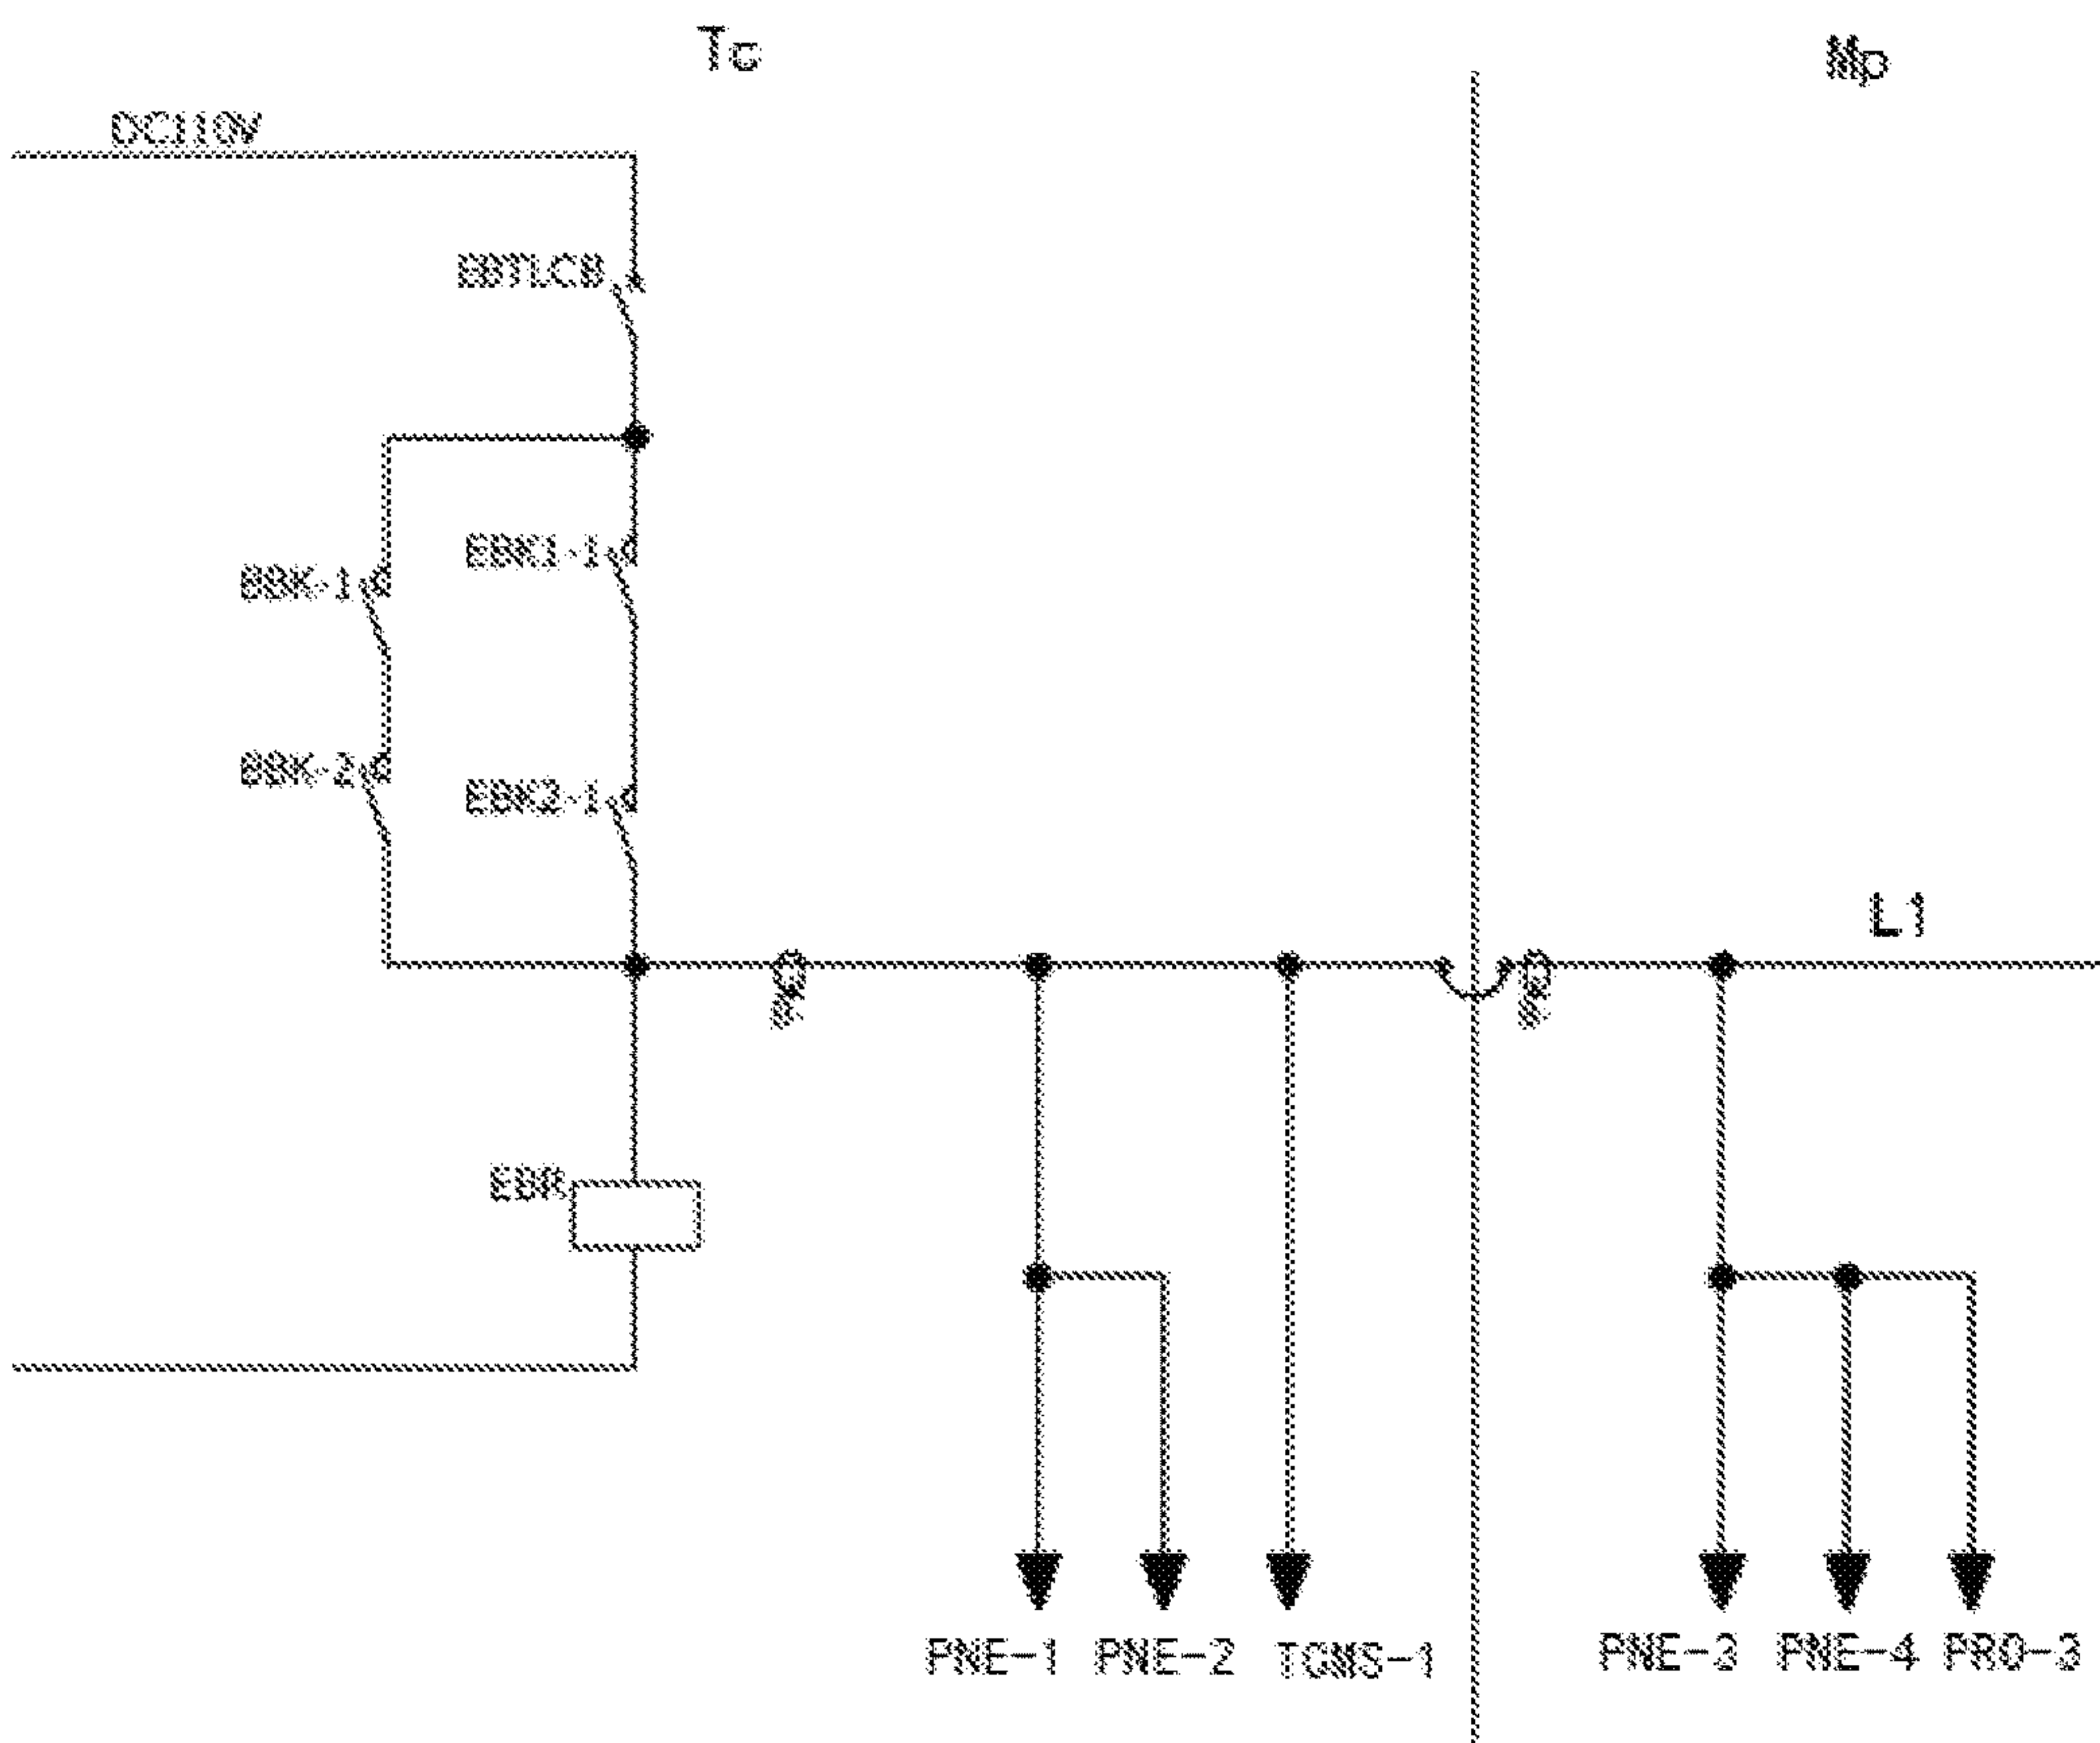 Tc
Mp
DC110V
EBTLCB
EBK1-1
BBK-1
BBK-2
EBK2-1
L1
EBR
PNE-1 PNE-2 TCMS-1
PNE-3 PNE-4 PRO-3